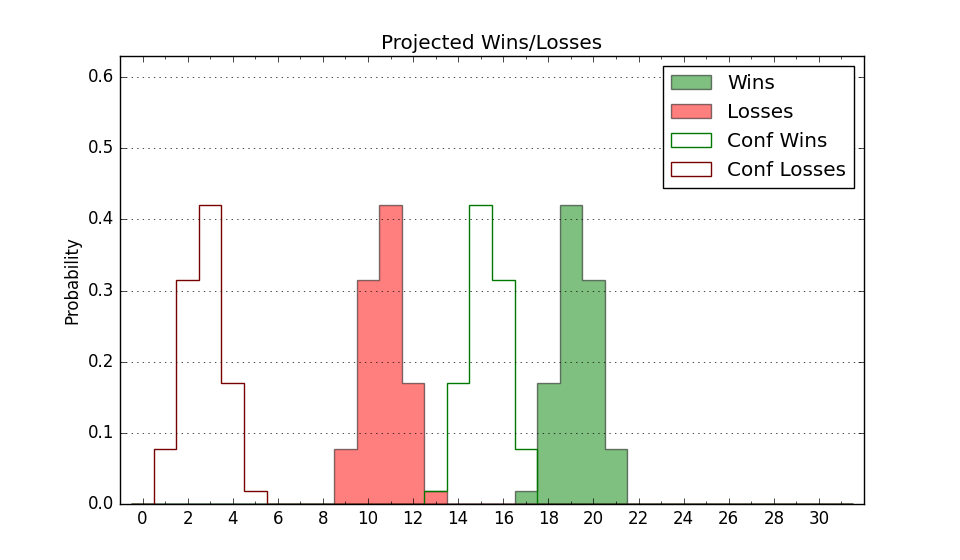 Projected Wins/Losses
Wins
Losses
Conf Wins
Conf Losses
Probability
0.6
0.5
0.4
0.3
0.2
0.1
0.0
0 2 4 6 8 10 12 14 16 18 20 22 24 26 28 30